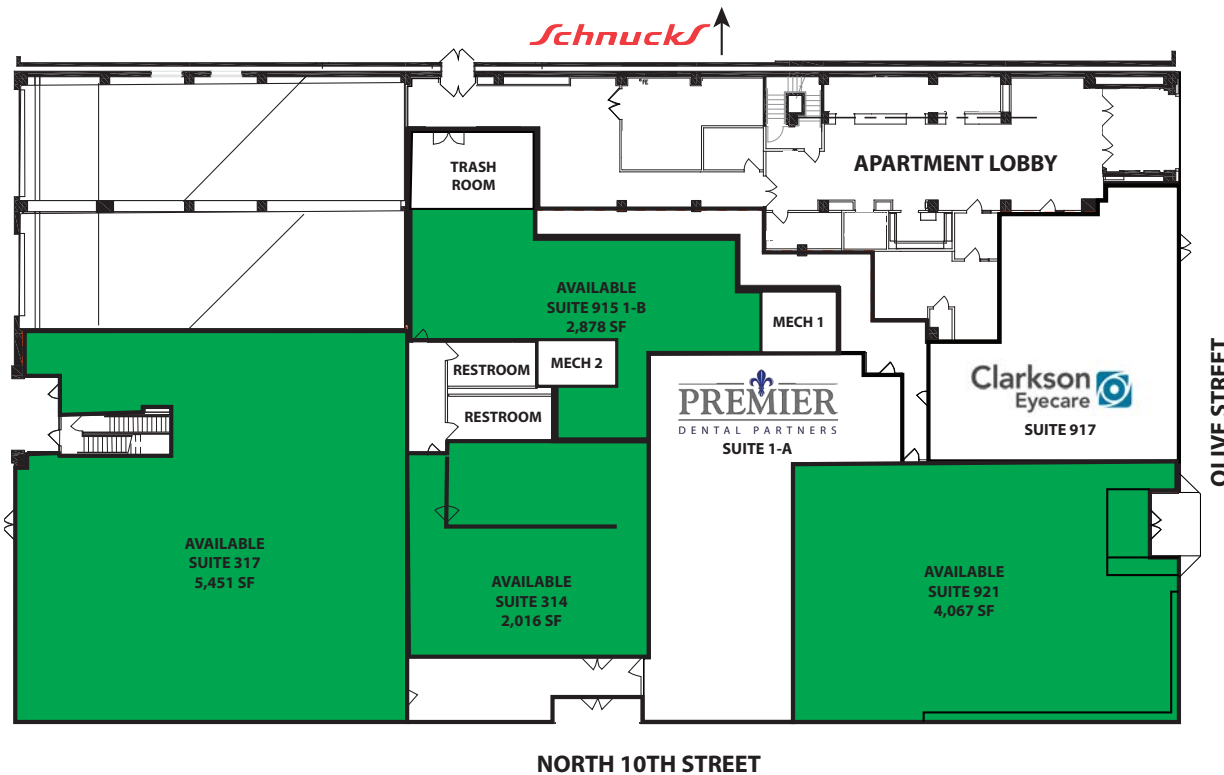 Schnucks
TRASH
ROOM
APARTMENT LOBBY
AVAILABLE
SUITE 915 1-B
2,878 SF
MECH 1
RESTROOM
MECH 2
RESTROOM
PREMIER
DENTAL PARTNERS
SUITE 1-A
Clarkson
Eyecare
SUITE 917
OLIVE STREET
AVAILABLE
SUITE 317
5,451 SF
AVAILABLE
SUITE 314
2,016 SF
AVAILABLE
SUITE 921
4,067 SF
NORTH 10TH STREET